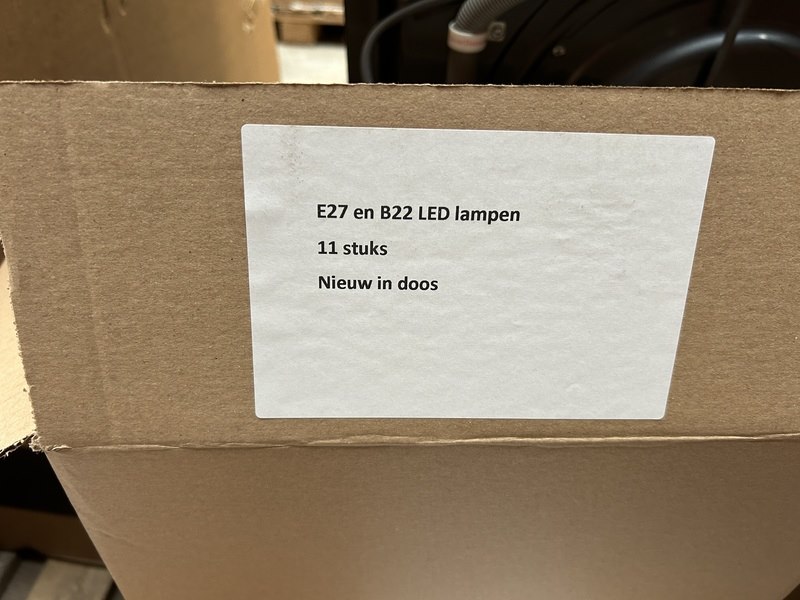 E27 en B22 LED lampen
11 stuks
Nieuw in doos